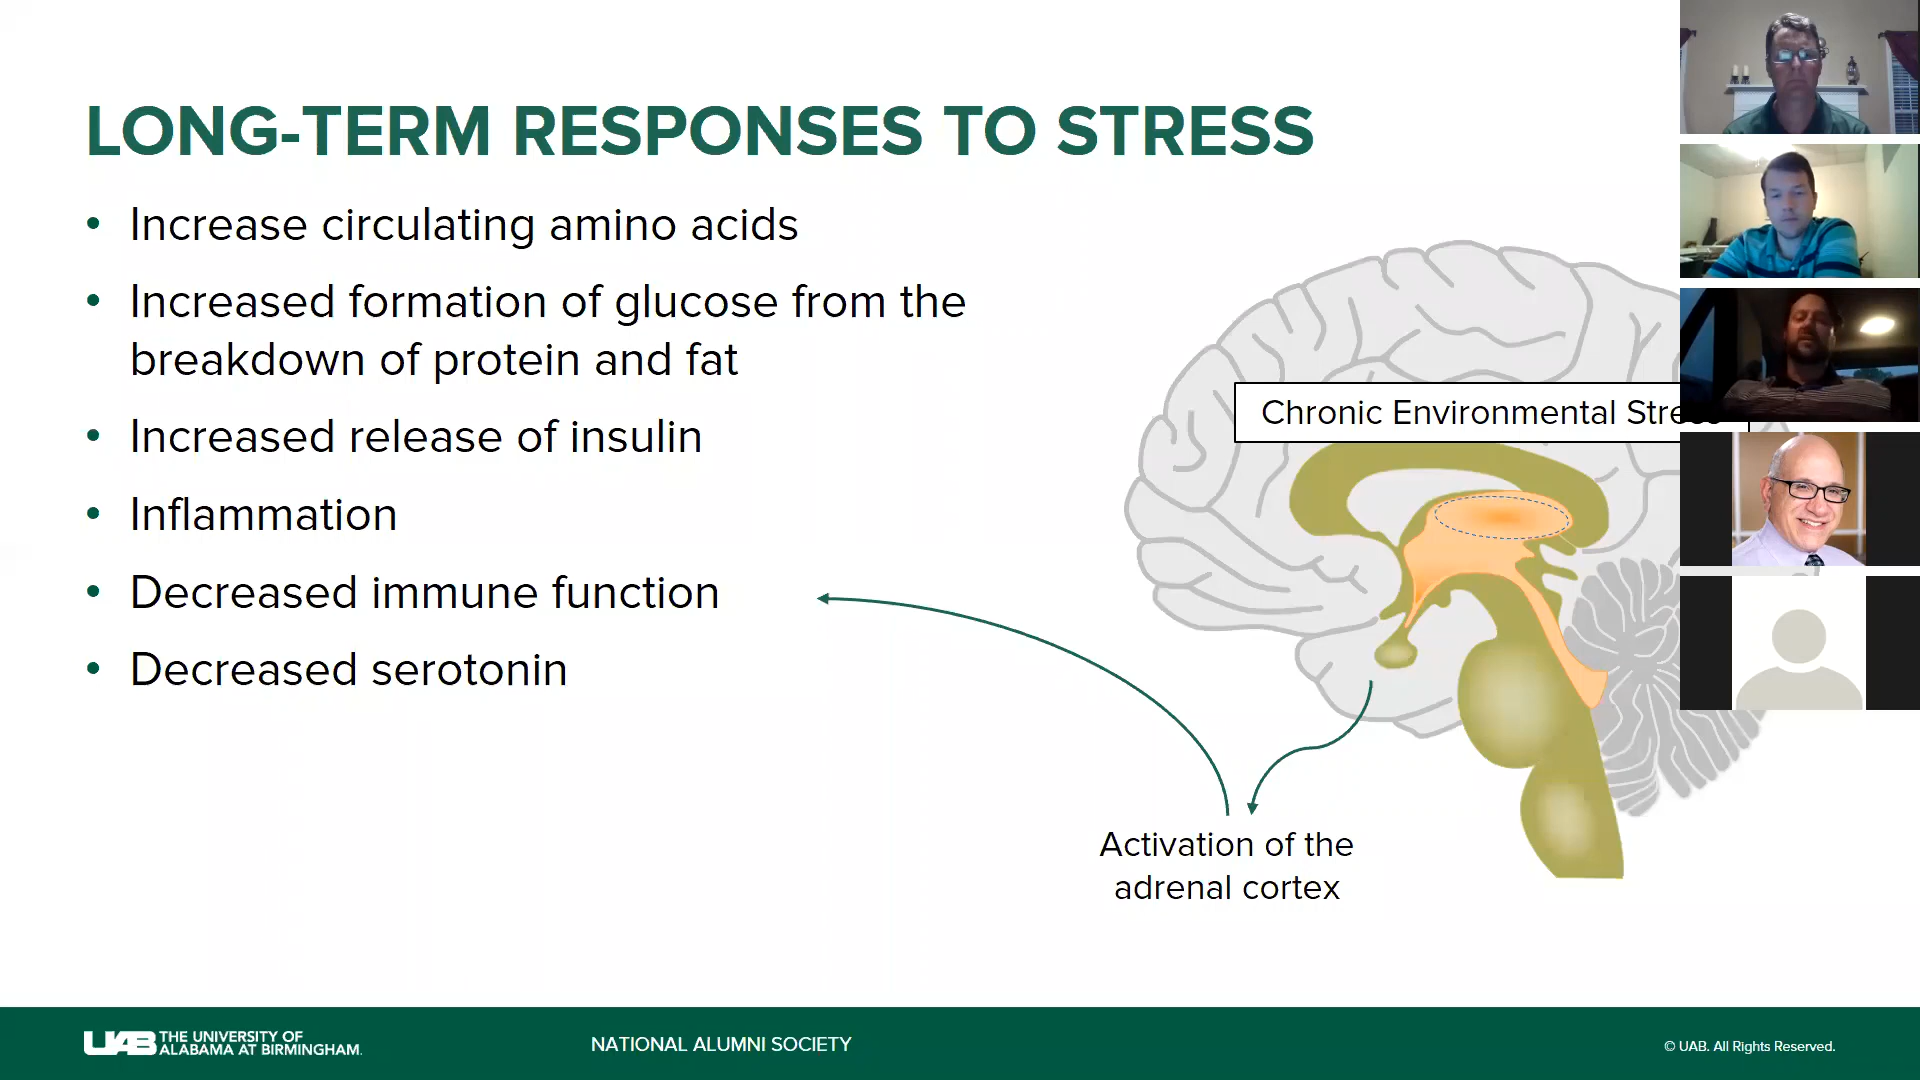 LONG-TERM RESPONSES TO STRESS
• Increase circulating amino acids
• Increased formation of glucose from the
breakdown of protein and fat
• Increased release of insulin
• Inflammation
• Decreased immune function
• Decreased serotonin
Chronic Environmental Stress
Activation of the
adrenal cortex
UAB THE UNIVERSITY OF
ALABAMA AT BIRMINGHAM.
NATIONAL ALUMNI SOCIETY
© UAB. All Rights Reserved.